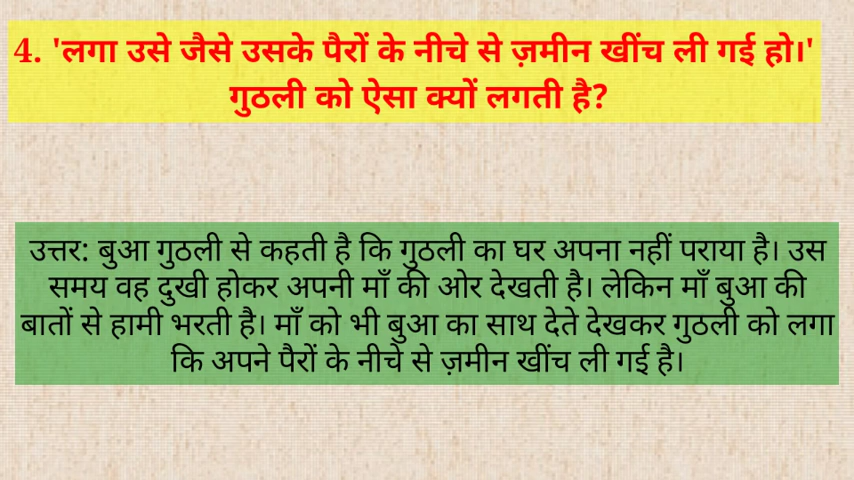 4. 'लगा उसे जैसे उसके पैरों के नीचे से ज़मीन खींच ली गई हो।'
गुठली को ऐसा क्यों लगती है?
उत्तर: बुआ गुठली से कहती है कि गुठली का घर अपना नहीं पराया है। उस
समय वह दुखी होकर अपनी माँ की ओर देखती है। लेकिन माँ बुआ की
बातों से हामी भरती है। माँ को भी बुआ का साथ देते देखकर गुठली को लगा
कि अपने पैरों के नीचे से ज़मीन खींच ली गई है।